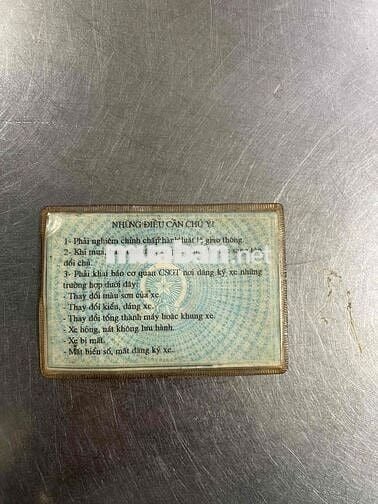 NHỮNG ĐIỀU CẦN CHÚ Ý!
1- Phải nghiêm chỉnh chấp hành luật lệ giao thông.
2- Khi mua,
đổi chủ.
3- Phải khai báo cơ quan CSGT nơi đăng ký xe những
trường hợp dưới đây:
- Thay đổi màu sơn của xe.
- Thay đổi kiểu, dáng xe.
- Thay đổi tổng thành máy hoặc khung xe.
- Xe hỏng, nát không lưu hành.
- Xe bị mất.
- Mất biển số, mất đăng ký xe.
muaban.net